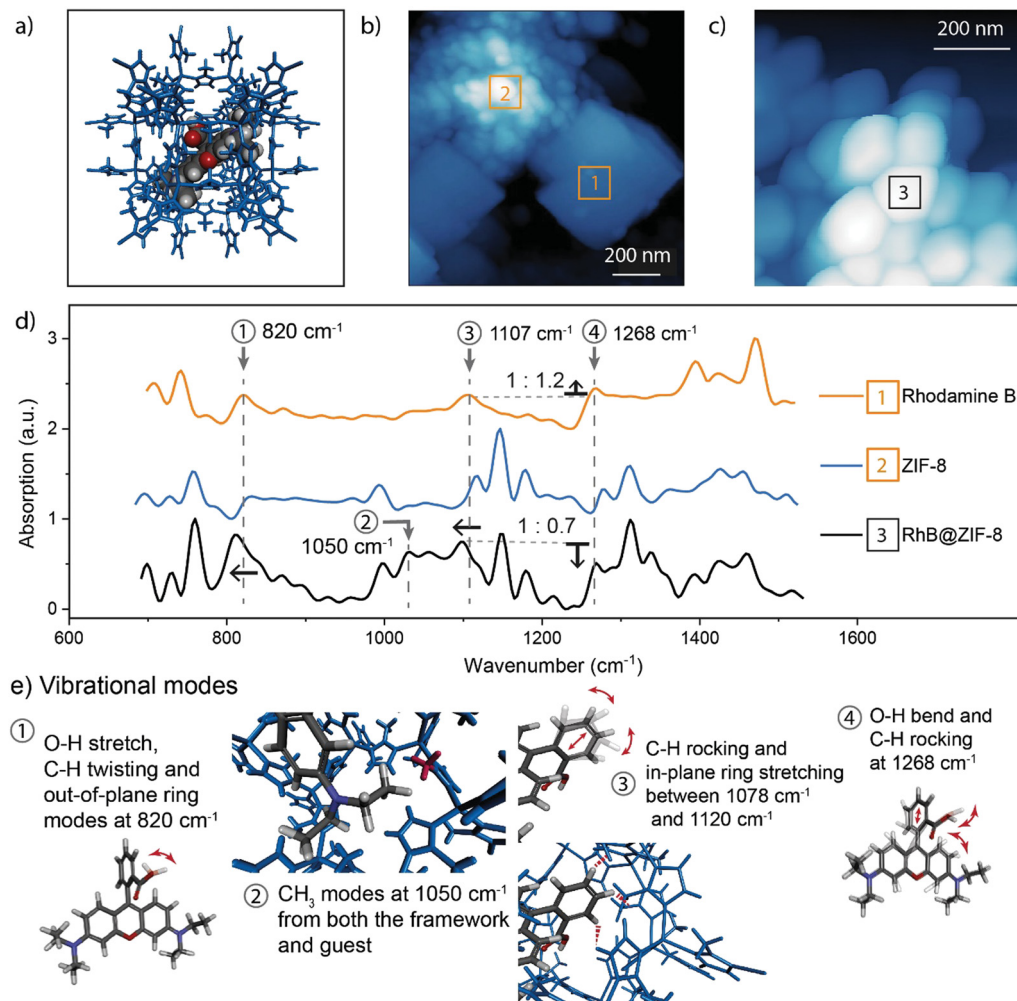 a)
b)
2
1
200 nm
c)
200 nm
3
d)
3
2
1
0
Absorption (a.u.)
① 820 cm⁻¹
③ 1107 cm⁻¹
④ 1268 cm⁻¹
1 : 1.2
②
1050 cm⁻¹
1 : 0.7
1 Rhodamine B
2 ZIF-8
3 RhB@ZIF-8
600 800 1000 1200 1400 1600
Wavenumber (cm⁻¹)
e) Vibrational modes
①
O-H stretch,
C-H twisting and
out-of-plane ring
modes at 820 cm⁻¹
② CH₃ modes at 1050 cm⁻¹
from both the framework
and guest
③
C-H rocking and
in-plane ring stretching
between 1078 cm⁻¹
and 1120 cm⁻¹
④
O-H bend and
C-H rocking
at 1268 cm⁻¹